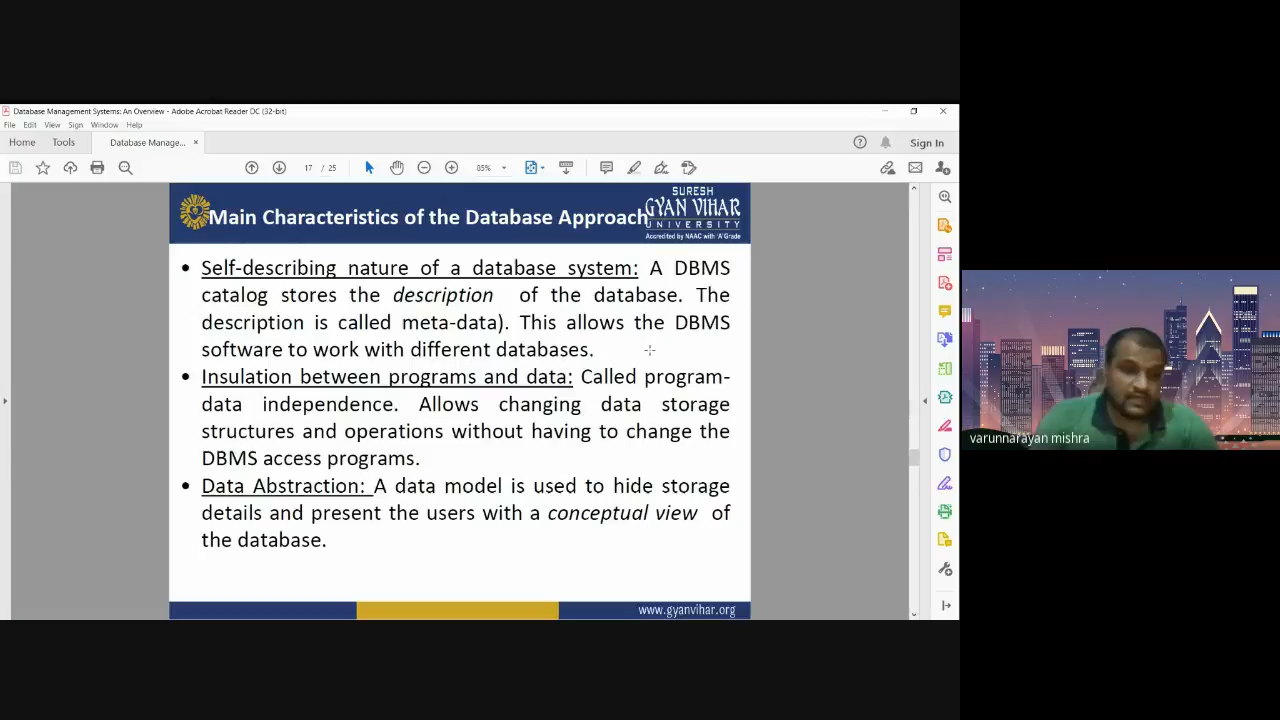 Database Management Systems: An Overview - Adobe Acrobat Reader DC (32-bit)
File Edit View Sign Window Help
Home Tools Database Manage... × Sign In
17 / 25 85%
Main Characteristics of the Database Approach
SURESH
GYAN VIHAR
UNIVERSITY
Accredited by NAAC with 'A' Grade
• Self-describing nature of a database system: A DBMS
catalog stores the description of the database. The
description is called meta-data). This allows the DBMS
software to work with different databases.
• Insulation between programs and data: Called program-
data independence. Allows changing data storage
structures and operations without having to change the
DBMS access programs.
• Data Abstraction: A data model is used to hide storage
details and present the users with a conceptual view of
the database.
www.gyanvihar.org
varunnarayan mishra